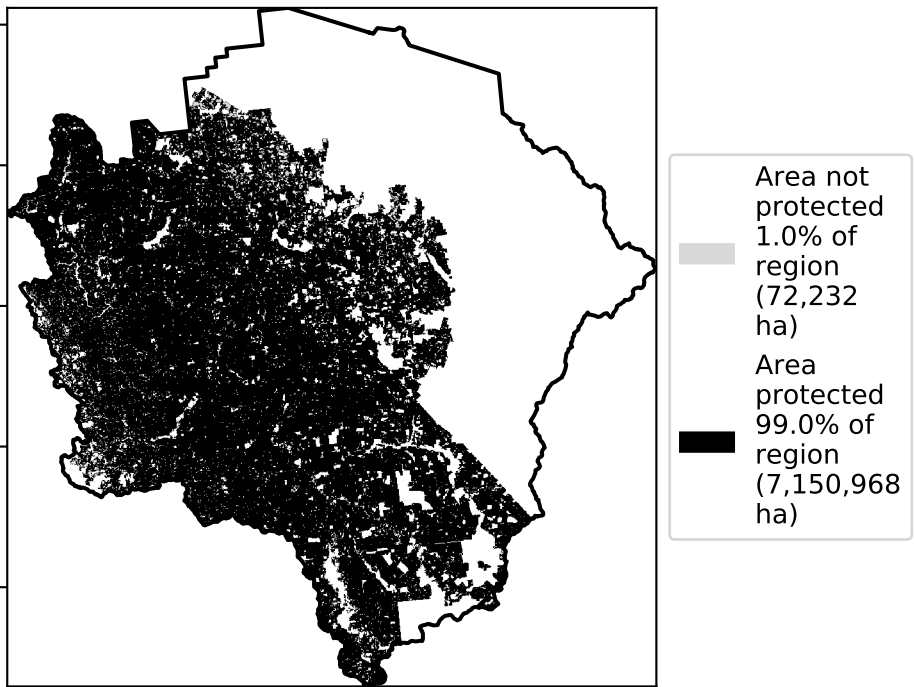 Area not
protected
1.0% of
region
(72,232
ha)
Area
protected
99.0% of
region
(7,150,968
ha)